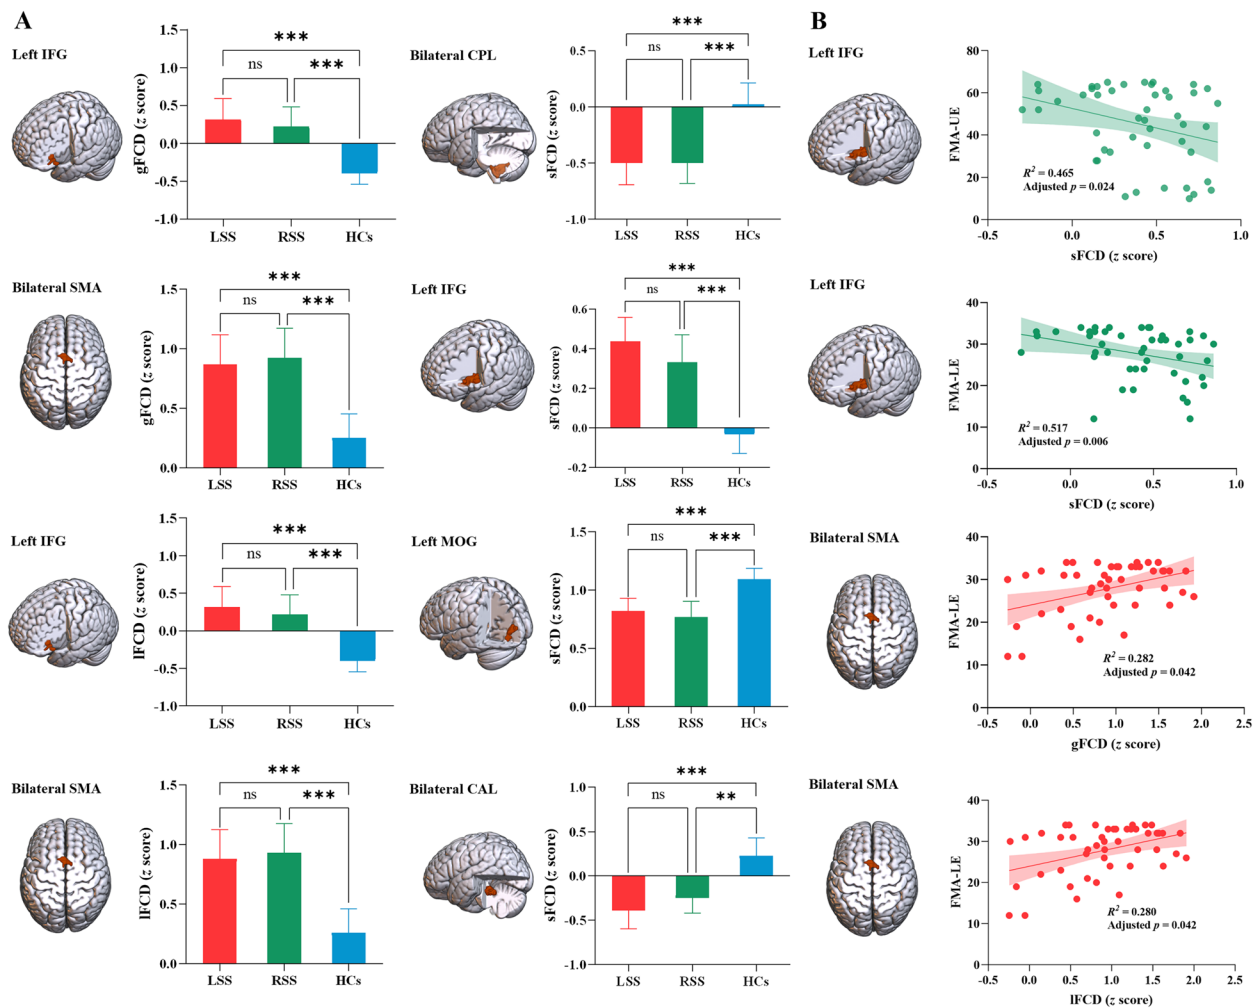 A
B
Left IFG
gFCD (z score)
1.5
1.0
0.5
0.0
-0.5
-1.0
***
ns
***
LSS
RSS
HCs
Bilateral CPL
sFCD (z score)
0.5
0.0
-0.5
-1.0
***
ns
***
LSS
RSS
HCs
Left IFG
FMA-UE
80
60
40
20
0
R² = 0.465
Adjusted p = 0.024
-0.5
0.0
0.5
1.0
sFCD (z score)
Bilateral SMA
gFCD (z score)
1.5
1.0
0.5
0.0
***
ns
***
LSS
RSS
HCs
Left IFG
sFCD (z score)
0.6
0.4
0.2
0.0
-0.2
***
ns
***
LSS
RSS
HCs
Left IFG
FMA-LE
40
30
20
10
0
R² = 0.517
Adjusted p = 0.006
-0.5
0.0
0.5
1.0
sFCD (z score)
Left IFG
lFCD (z score)
1.5
1.0
0.5
0.0
-0.5
-1.0
***
ns
***
LSS
RSS
HCs
Left MOG
sFCD (z score)
1.5
1.0
0.5
0.0
***
ns
***
LSS
RSS
HCs
Bilateral SMA
FMA-LE
40
30
20
10
0
R² = 0.282
Adjusted p = 0.042
-0.5
0.0
0.5
1.0
1.5
2.0
2.5
gFCD (z score)
Bilateral SMA
lFCD (z score)
1.5
1.0
0.5
0.0
***
ns
***
LSS
RSS
HCs
Bilateral CAL
sFCD (z score)
1.0
0.5
0.0
-0.5
-1.0
***
ns
**
LSS
RSS
HCs
Bilateral SMA
FMA-LE
40
30
20
10
0
R² = 0.280
Adjusted p = 0.042
-0.5
0.0
0.5
1.0
1.5
2.0
2.5
lFCD (z score)